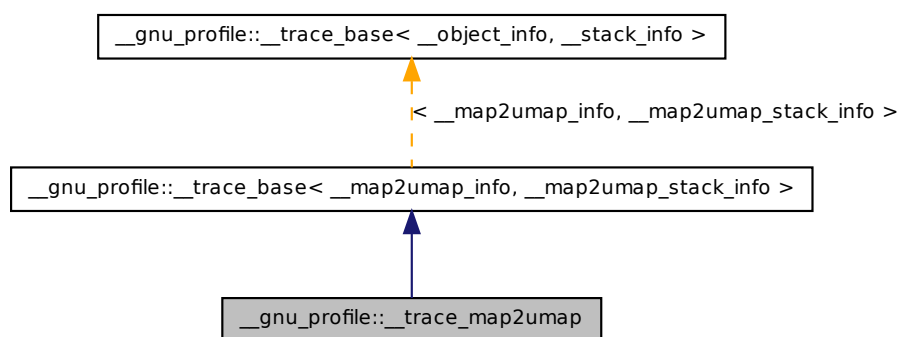 __gnu_profile::__trace_base< __object_info, __stack_info >
< __map2umap_info, __map2umap_stack_info >
__gnu_profile::__trace_base< __map2umap_info, __map2umap_stack_info >
__gnu_profile::__trace_map2umap